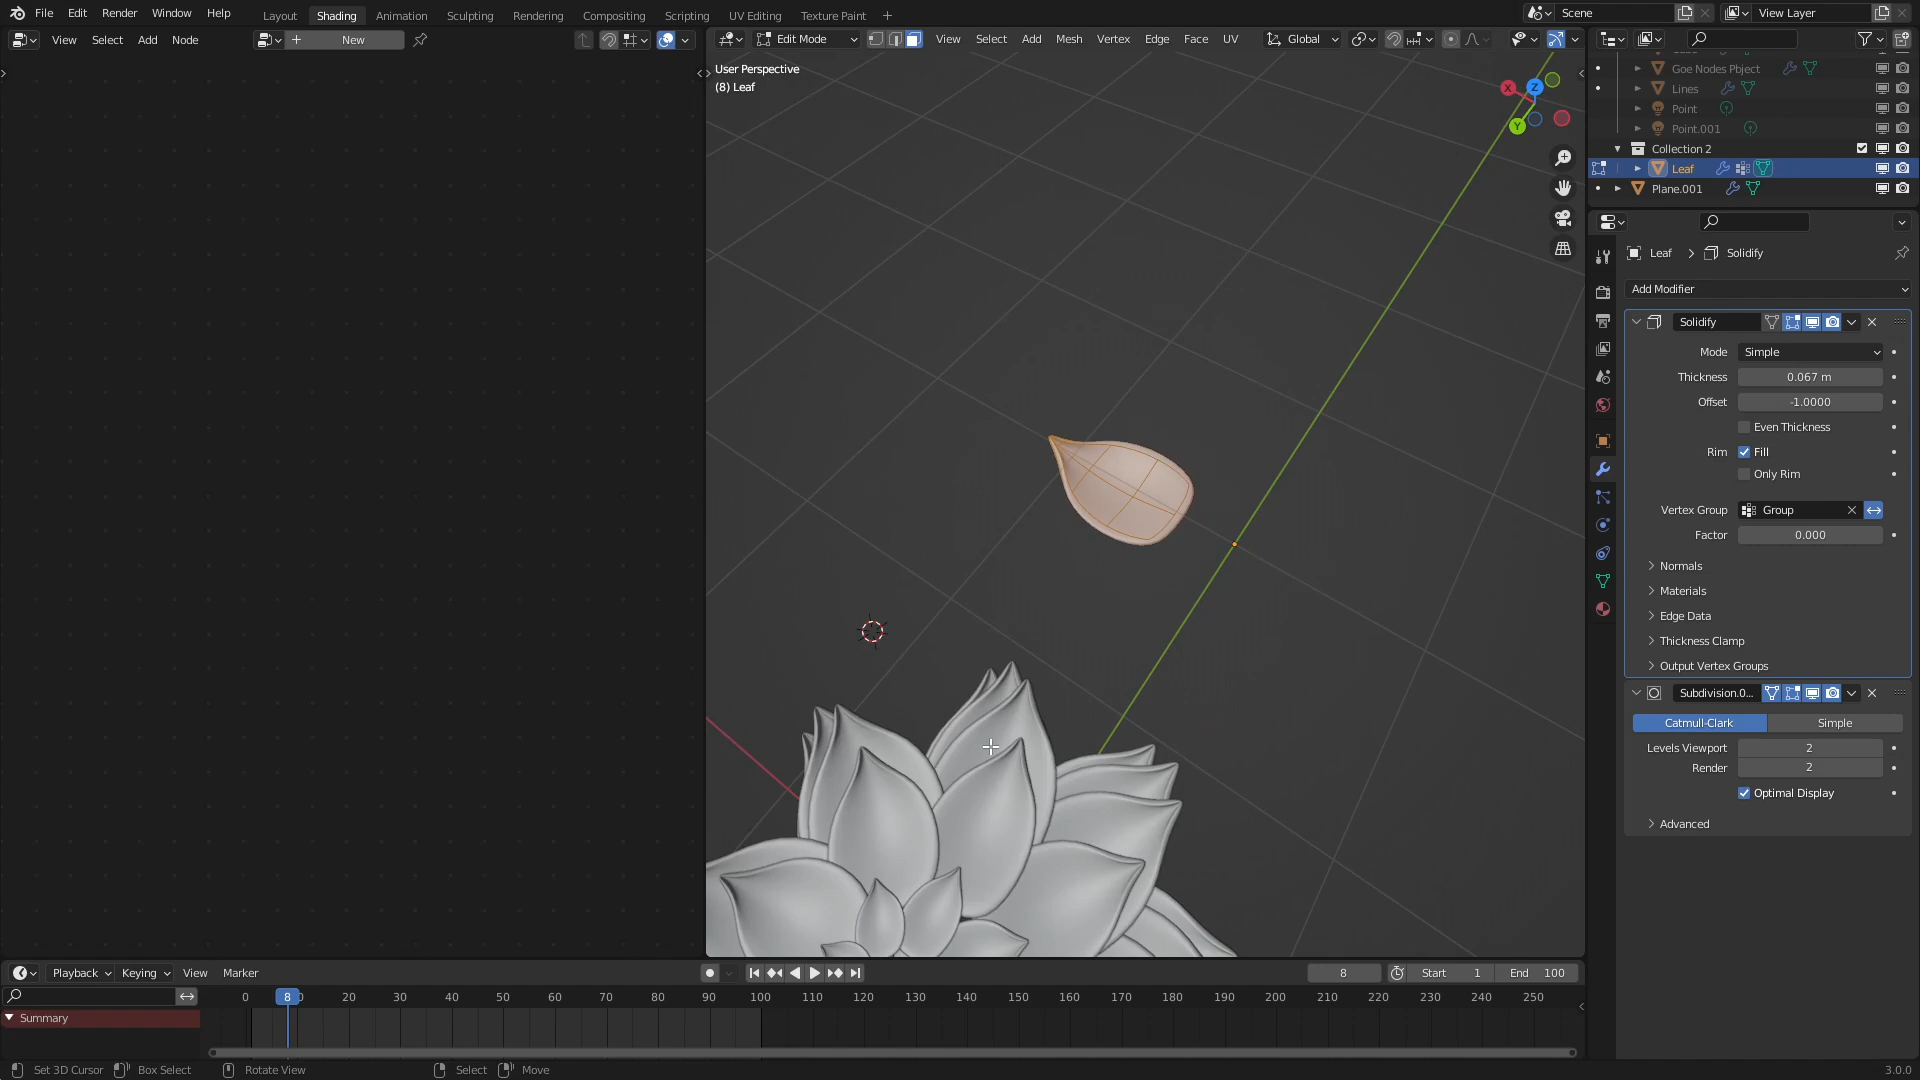 File Edit Render Window Help
Layout Shading Animation Sculpting Rendering Compositing Scripting UV Editing Texture Paint +
Scene
View Layer
View Select Add Node
New
Edit Mode
View Select Add Mesh Vertex Edge Face UV
Global
User Perspective
(8) Leaf
X
Y
Z
Goe Nodes Pbject
Lines
Point
Point.001
Collection 2
Leaf
Plane.001
Leaf > Solidify
Add Modifier
Solidify
Mode Simple
Thickness 0.067 m
Offset -1.0000
Even Thickness
Rim Fill
Only Rim
Vertex Group Group
Factor 0.000
Normals
Materials
Edge Data
Thickness Clamp
Output Vertex Groups
Subdivision.0...
Catmull-Clark Simple
Levels Viewport 2
Render 2
Optimal Display
Advanced
Playback Keying View Marker
8
Start 1
End 100
0 8 20 30 40 50 60 70 80 90 100 110 120 130 140 150 160 170 180 190 200 210 220 230 240 250
Summary
Set 3D Cursor Box Select Rotate View Select Move
3.0.0